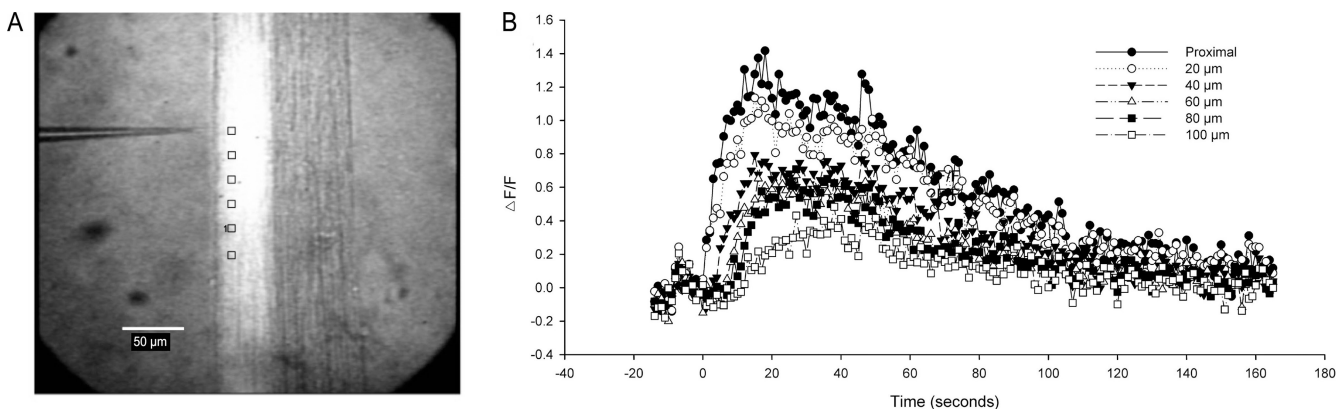 A
50 µm
B
1.6
1.4
1.2
1.0
0.8
0.6
0.4
0.2
0.0
-0.2
-0.4
△ F/F
-40 -20 0 20 40 60 80 100 120 140 160 180
Time (seconds)
Proximal
20 µm
40 µm
60 µm
80 µm
100 µm